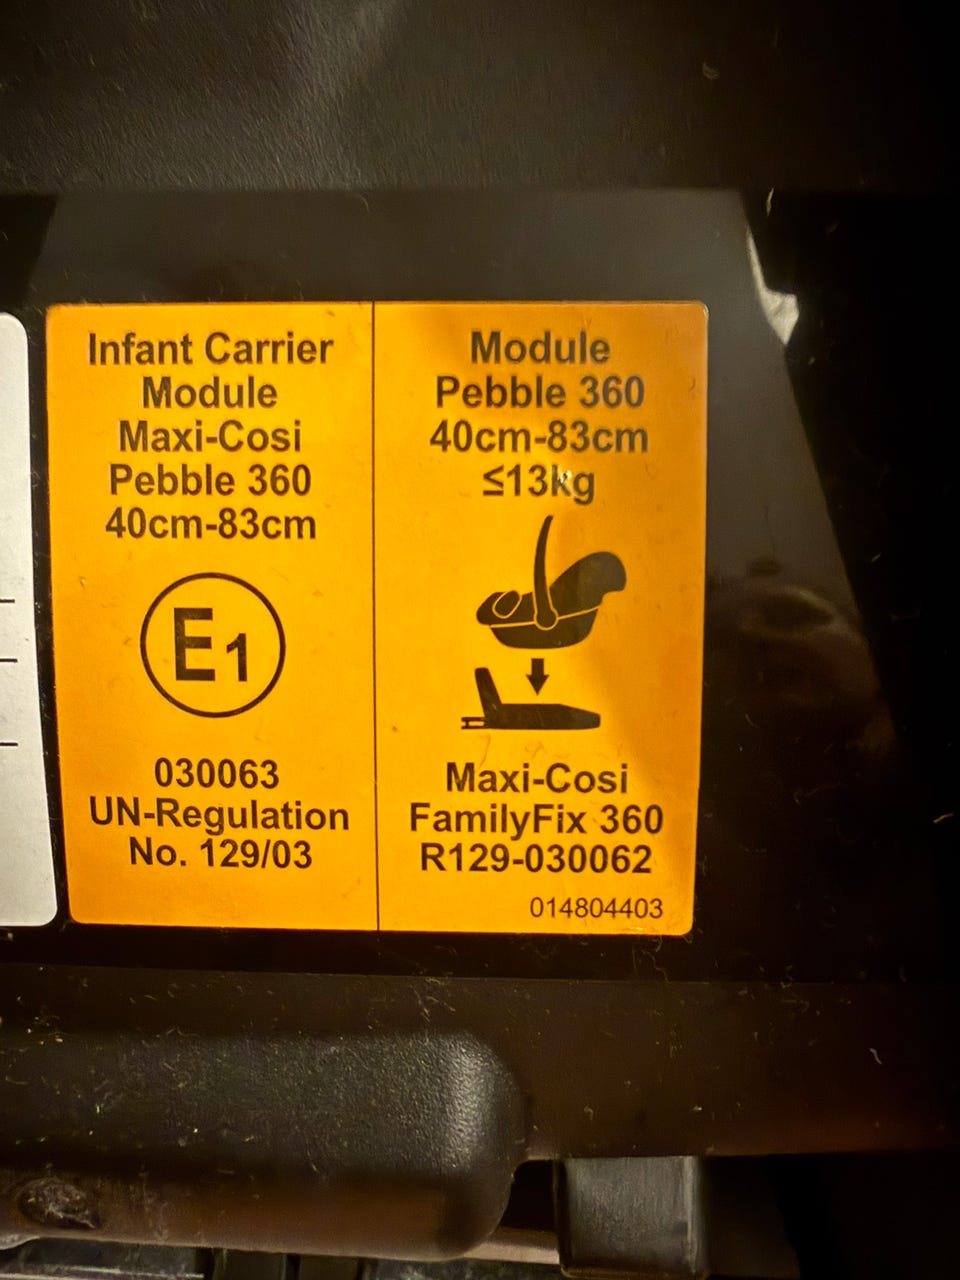 Infant Carrier
Module
Maxi-Cosi
Pebble 360
40cm-83cm
E1
030063
UN-Regulation
No. 129/03
Module
Pebble 360
40cm-83cm
≤13kg
Maxi-Cosi
FamilyFix 360
R129-030062
014804403